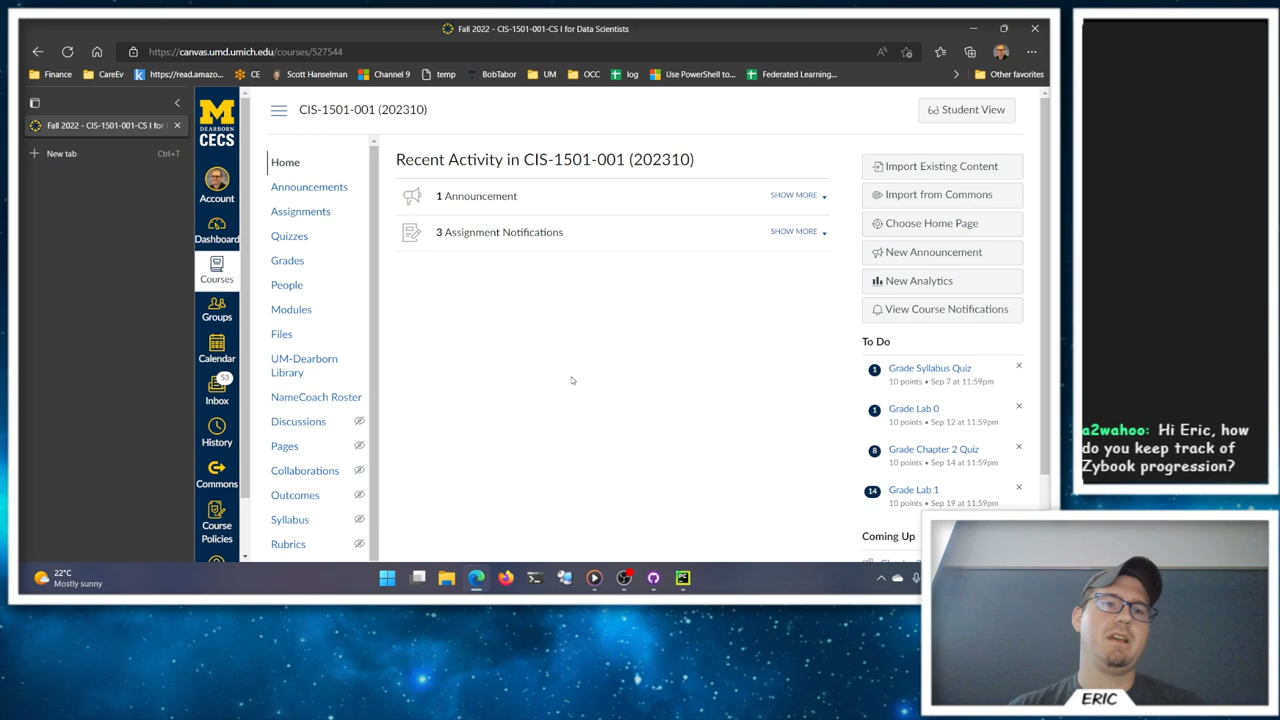 Fall 2022 - CIS-1501-001-CS I for Data Scientists
https://canvas.umd.umich.edu/courses/527544
Finance
CareEv
https://read.amazo...
CE
Scott Hanselman
Channel 9
temp
BobTabor
UM
OCC
log
Use PowerShell to...
Federated Learning...
Other favorites
Fall 2022 - CIS-1501-001-CS I for
New tab
Ctrl+T
M
DEARBORN
CECS
Account
Dashboard
Courses
Groups
Calendar
53
Inbox
History
Commons
Course
Policies
CIS-1501-001 (202310)
Student View
Home
Announcements
Assignments
Quizzes
Grades
People
Modules
Files
UM-Dearborn
Library
NameCoach Roster
Discussions
Pages
Collaborations
Outcomes
Syllabus
Rubrics
Recent Activity in CIS-1501-001 (202310)
1 Announcement
SHOW MORE
3 Assignment Notifications
SHOW MORE
Import Existing Content
Import from Commons
Choose Home Page
New Announcement
New Analytics
View Course Notifications
To Do
1 Grade Syllabus Quiz
10 points • Sep 7 at 11:59pm
1 Grade Lab 0
10 points • Sep 12 at 11:59pm
8 Grade Chapter 2 Quiz
10 points • Sep 14 at 11:59pm
14 Grade Lab 1
10 points • Sep 19 at 11:59pm
Coming Up
22°C
Mostly sunny
PC
a2wahoo: Hi Eric, how
do you keep track of
Zybook progression?
ERIC